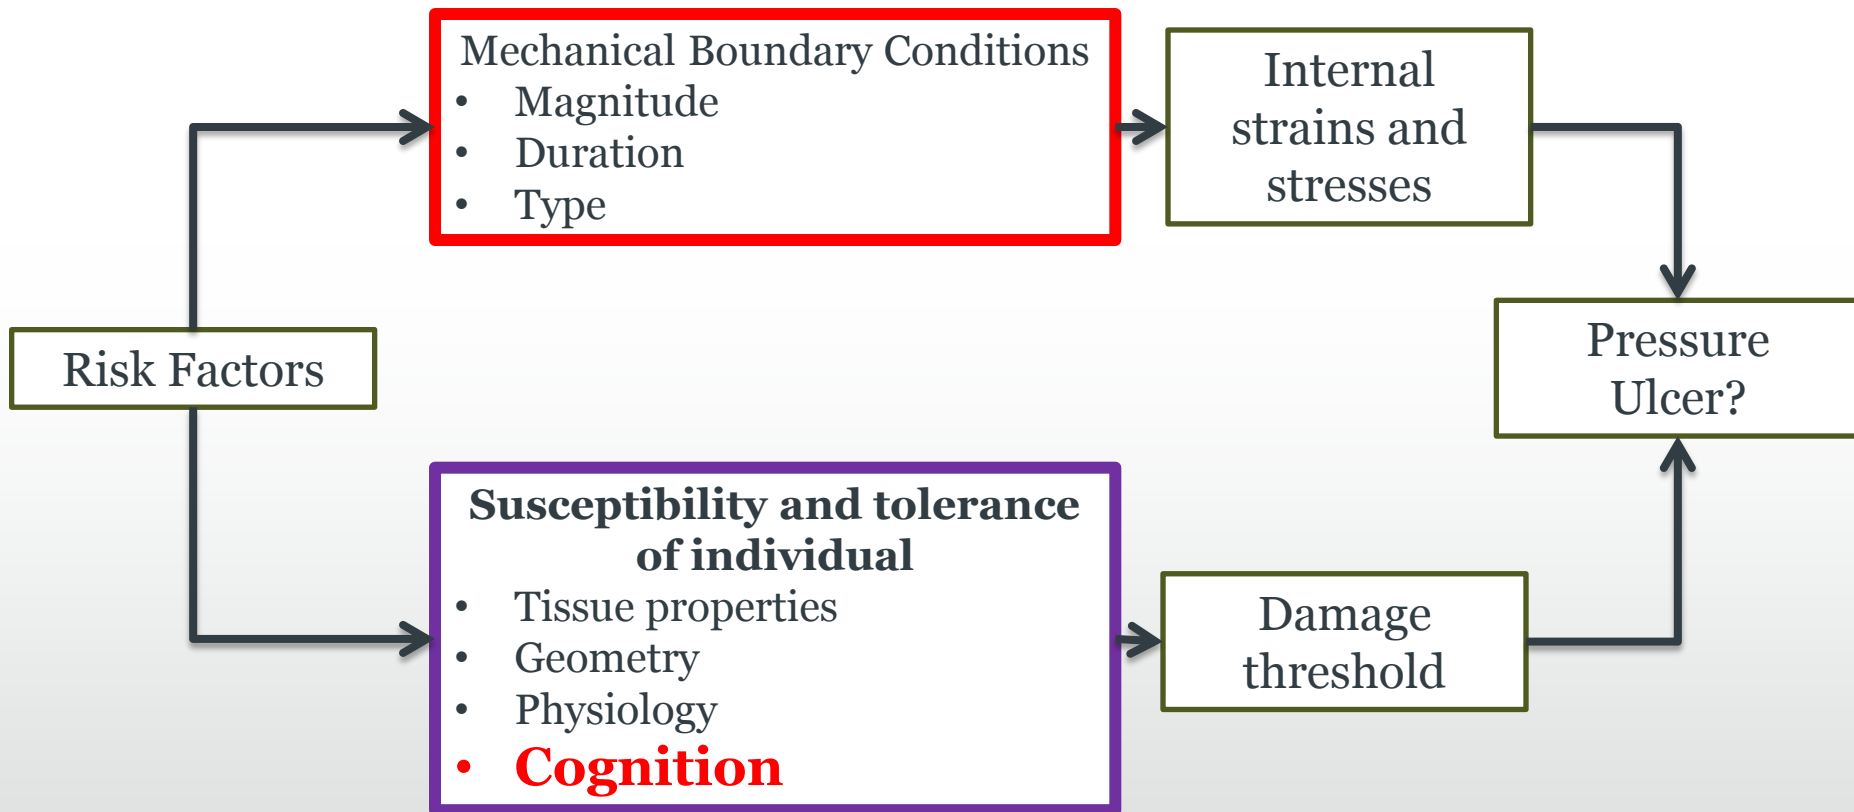 Mechanical Boundary Conditions
• Magnitude
• Duration
• Type
Internal
strains and
stresses
Risk Factors
Pressure
Ulcer?
Susceptibility and tolerance
of individual
• Tissue properties
• Geometry
• Physiology
• Cognition
Damage
threshold